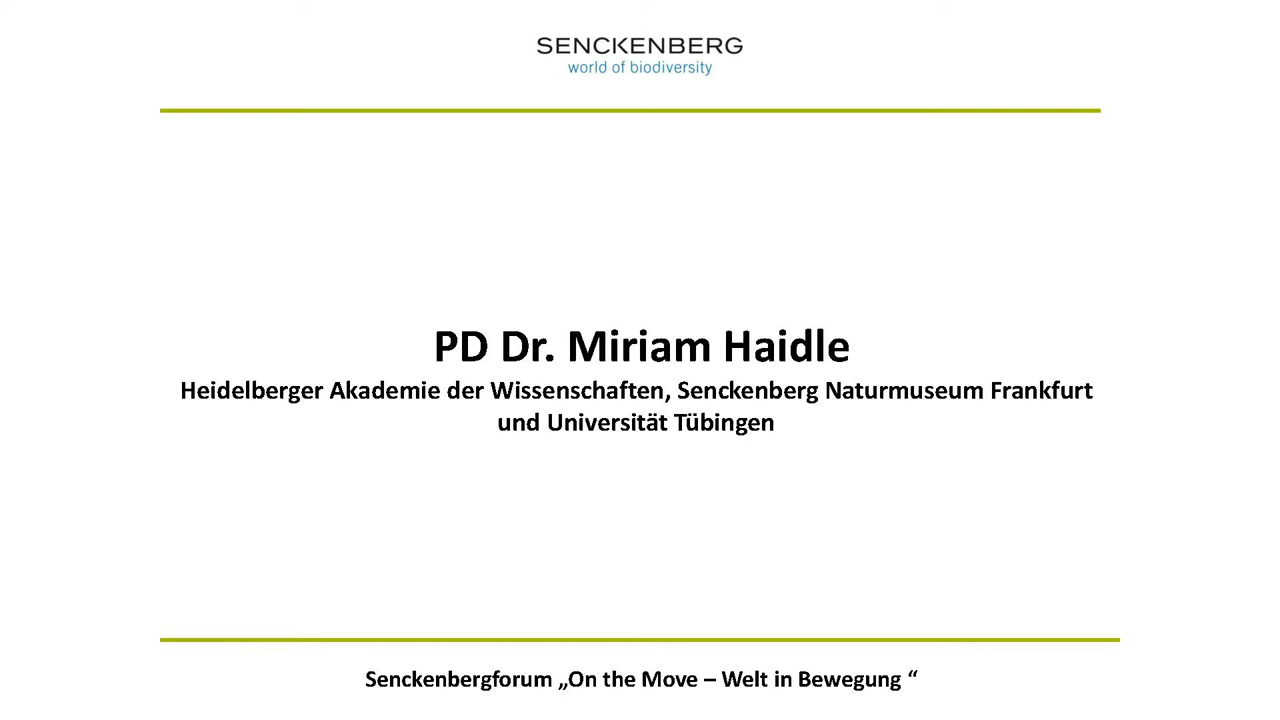 SENCKENBERG
world of biodiversity
PD Dr. Miriam Haidle
Heidelberger Akademie der Wissenschaften, Senckenberg Naturmuseum Frankfurt
und Universität Tübingen
Senckenbergforum „On the Move – Welt in Bewegung “